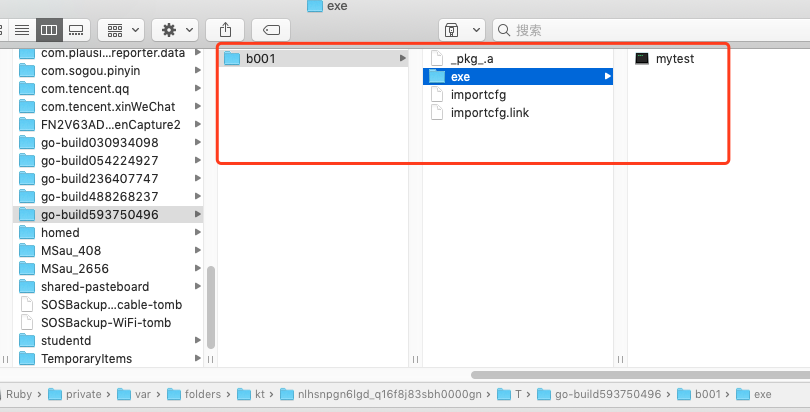 exe
搜索
com.plausi...reporter.data
com.sogou.pinyin
com.tencent.qq
com.tencent.xinWeChat
FN2V63AD...enCapture2
go-build030934098
go-build054224927
go-build236407747
go-build488268237
go-build593750496
homed
MSau_408
MSau_2656
shared-pasteboard
SOSBackup...cable-tomb
SOSBackup-WiFi-tomb
studentd
TemporaryItems
b001
_pkg_.a
exe
importcfg
importcfg.link
mytest
Ruby › private › var › folders › kt › nlhsnpgn6lgd_q16f8j83sbh0000gn › T › go-build593750496 › b001 › exe